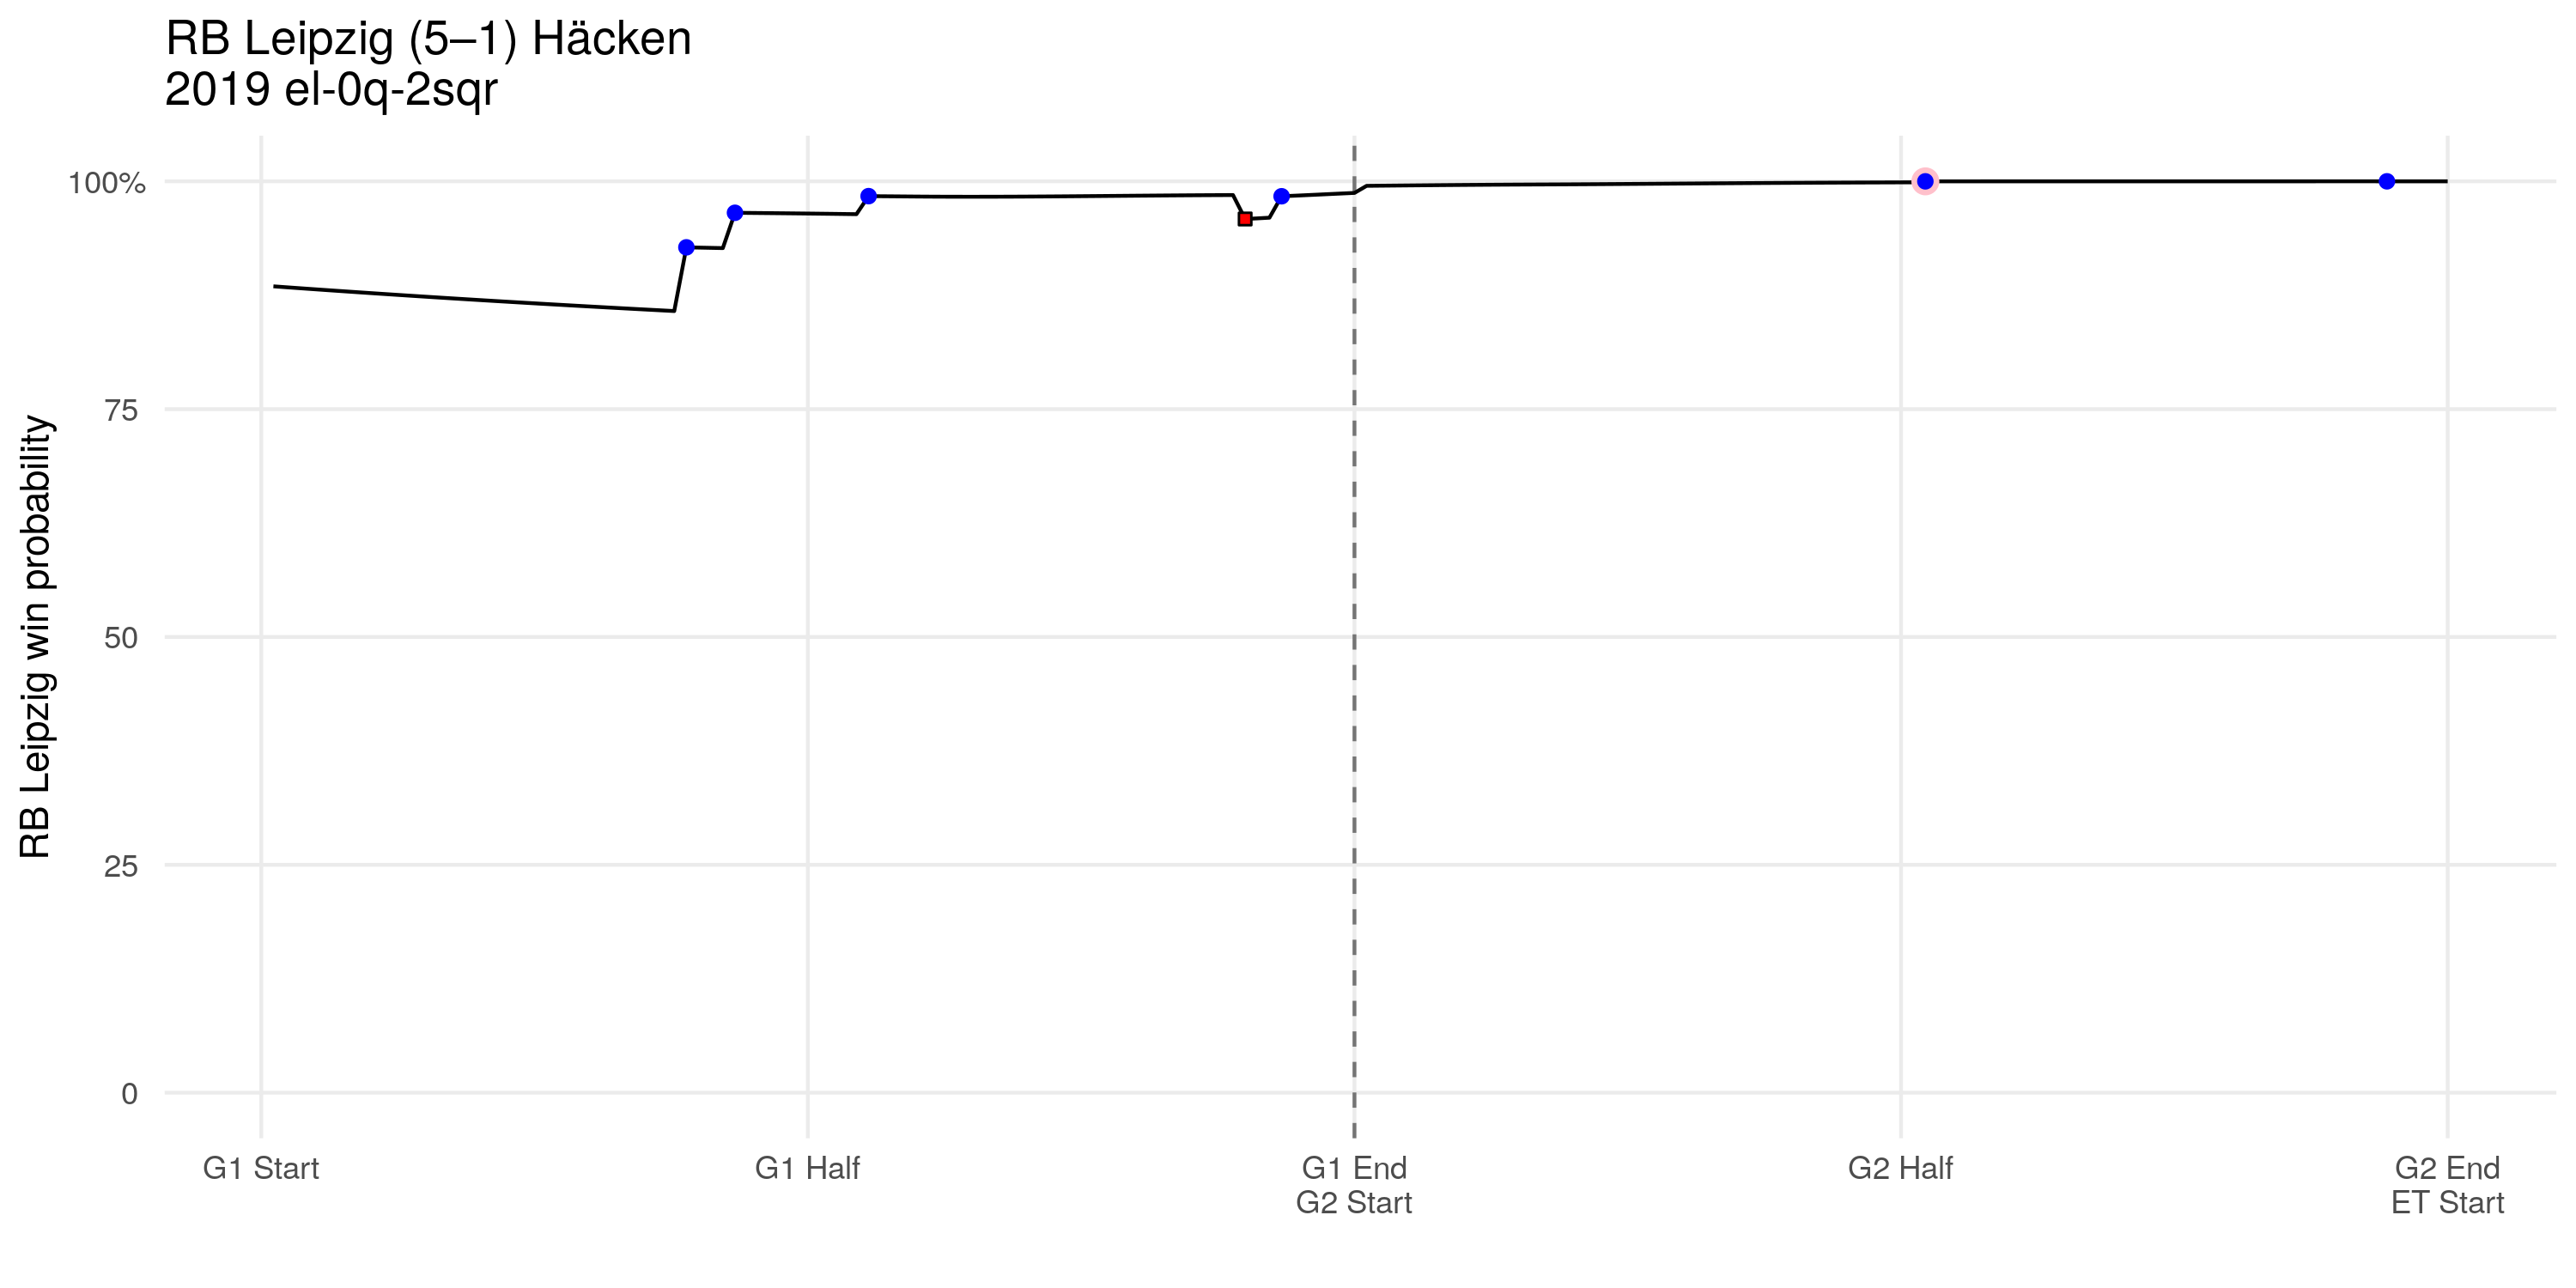 RB Leipzig (5–1) Häcken
2019 el-0q-2sqr
RB Leipzig win probability
100%
75
50
25
0
G1 Start
G1 Half
G1 End
G2 Start
G2 Half
G2 End
ET Start